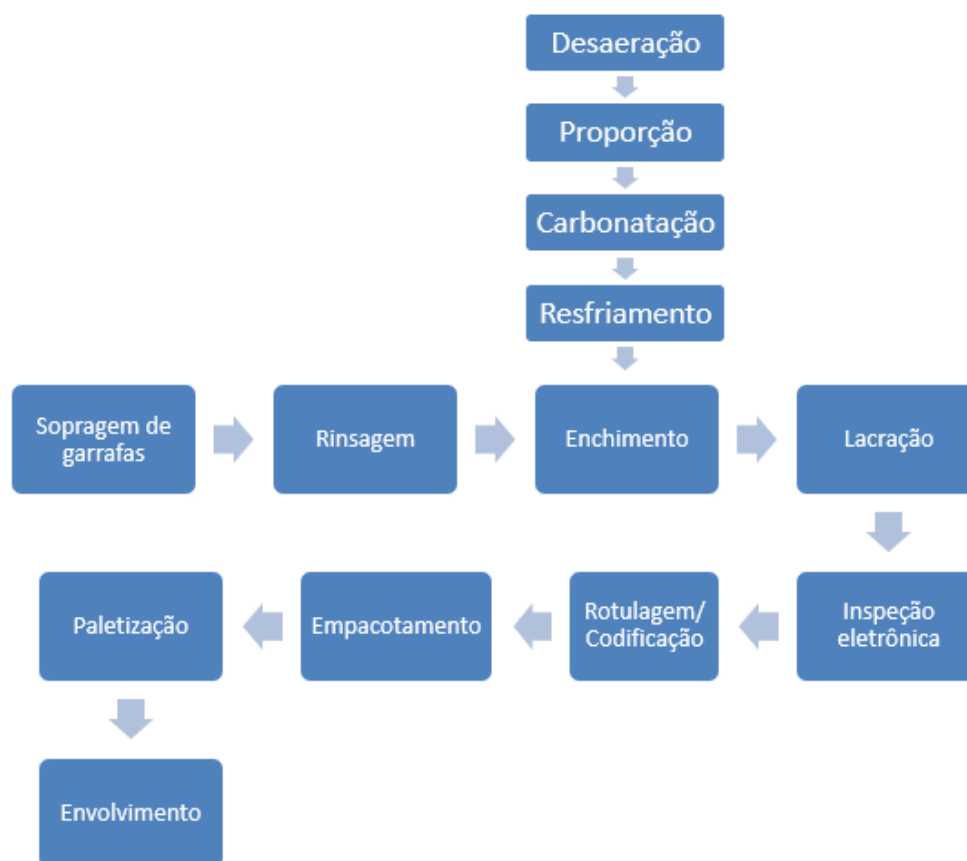 Desaeração
Proporção
Carbonatação
Resfriamento
Sopragem de
garrafas
Rinsagem
Enchimento
Lacração
Paletização
Empacotamento
Rotulagem/
Codificação
Inspeção
eletrônica
Envolvimento